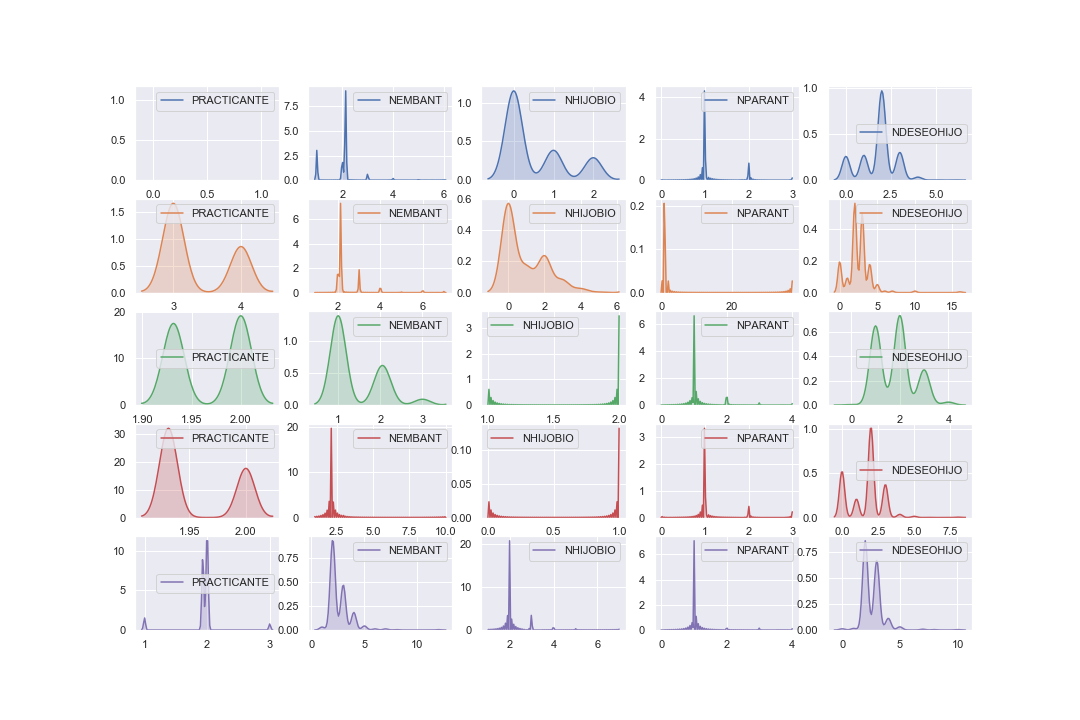 PRACTICANTE NEMBANT NHIJOBIO NPARANT NDESEOHIJO
1.0 0.5 0.0 7.5 5.0 2.5 0.0 1.0 0.5 0.0 4 2 0 1.0 0.5 0.0
0.0 0.5 1.0 2 4 6 0 1 2 0 1 2 3 0.0 2.5 5.0
PRACTICANTE NEMBANT NHIJOBIO NPARANT NDESEOHIJO
1.5 1.0 0.5 0.0 6 4 2 0 0.6 0.4 0.2 0.0 0.2 0.1 0.0 0.4 0.2 0.0
3 4 2 4 6 0 2 4 6 0 20 0 5 10 15
PRACTICANTE NEMBANT NHIJOBIO NPARANT NDESEOHIJO
20 10 0 1.0 0.5 0.0 3 2 1 0 6 4 2 0 0.6 0.4 0.2 0.0
1.90 1.95 2.00 1 2 3 1.0 1.5 2.0 0 2 4 0 2 4
PRACTICANTE NEMBANT NHIJOBIO NPARANT NDESEOHIJO
30 20 10 0 20 10 0 0.10 0.05 0.00 3 2 1 0 1.0 0.5 0.0
1.95 2.00 2.5 5.0 7.5 10.0 0.0 0.5 1.0 0 1 2 3 0.0 2.5 5.0 7.5
PRACTICANTE NEMBANT NHIJOBIO NPARANT NDESEOHIJO
10 5 0 0.75 0.50 0.25 0.00 20 10 0 6 4 2 0 0.75 0.50 0.25 0.00
1 2 3 0 5 10 2 4 6 0 2 4 0 5 10